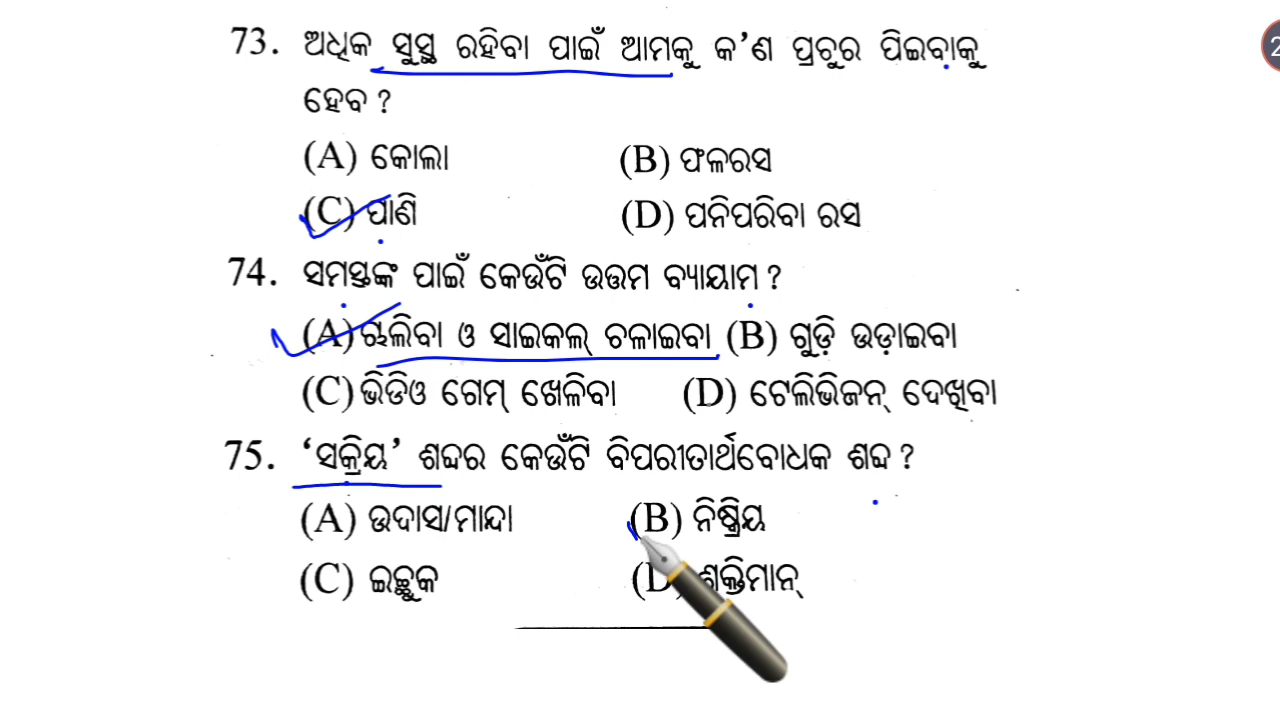 73. ଅଧିକ ସୁସ୍ଥ ରହିବା ପାଇଁ ଆମକୁ କ'ଣ ପ୍ରଚୁର ପିଇବାକୁ
ହେବ ?
(A) କୋଲା (B) ଫଳରସ
(C) ପାଣି (D) ପନିପରିବା ରସ
74. ସମସ୍ତଙ୍କ ପାଇଁ କେଉଁଟି ଉତ୍ତମ ବ୍ୟାୟାମ ?
(A) ଚାଲିବା ଓ ସାଇକଲ୍ ଚଳାଇବା (B) ଗୁଡ଼ି ଉଡ଼ାଇବା
(C) ଭିଡିଓ ଗେମ୍ ଖେଳିବା (D) ଟେଲିଭିଜନ୍ ଦେଖିବା
75. ‘ସକ୍ରିୟ’ ଶବ୍ଦର କେଉଁଟି ବିପରୀତାର୍ଥବୋଧକ ଶବ୍ଦ ?
(A) ଉଦାସ/ମାନ୍ଦା (B) ନିଷ୍କ୍ରିୟ
(C) ଇଚ୍ଛୁକ (D) ଶକ୍ତିମାନ୍